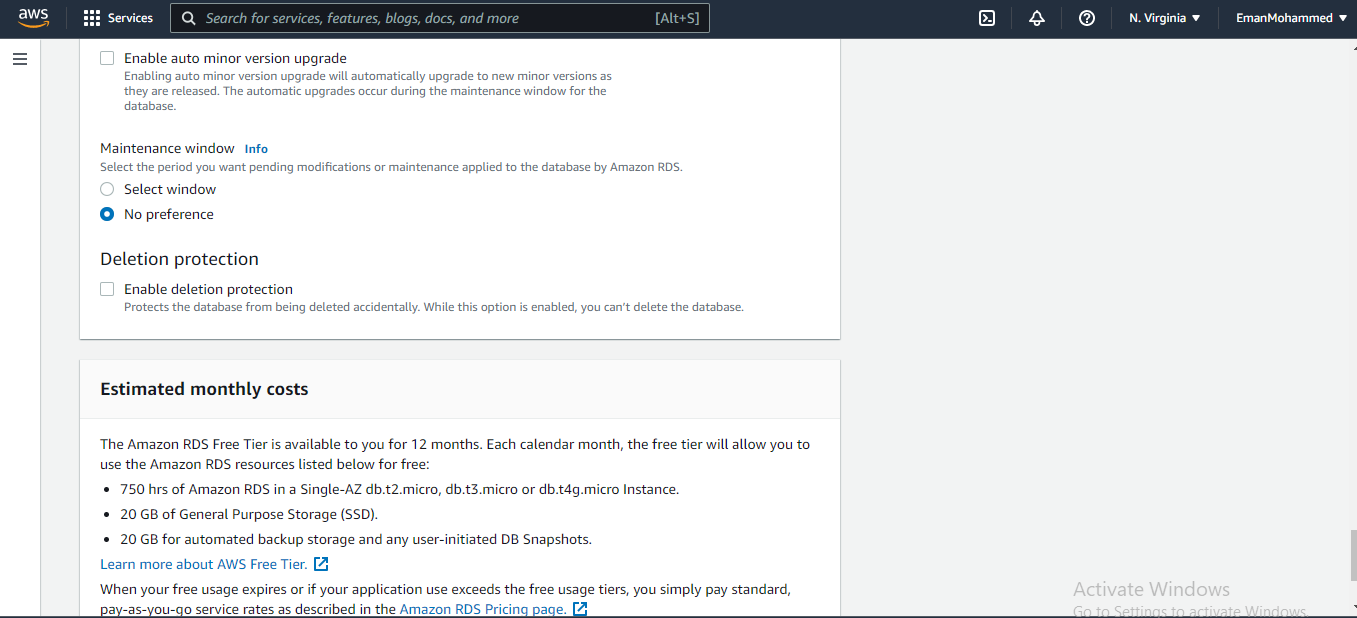 aws
Services
Search for services, features, blogs, docs, and more
[Alt+S]
N. Virginia
EmanMohammed
Enable auto minor version upgrade
Enabling auto minor version upgrade will automatically upgrade to new minor versions as
they are released. The automatic upgrades occur during the maintenance window for the
database.
Maintenance window Info
Select the period you want pending modifications or maintenance applied to the database by Amazon RDS.
Select window
No preference
Deletion protection
Enable deletion protection
Protects the database from being deleted accidentally. While this option is enabled, you can’t delete the database.
Estimated monthly costs
The Amazon RDS Free Tier is available to you for 12 months. Each calendar month, the free tier will allow you to
use the Amazon RDS resources listed below for free:
• 750 hrs of Amazon RDS in a Single-AZ db.t2.micro, db.t3.micro or db.t4g.micro Instance.
• 20 GB of General Purpose Storage (SSD).
• 20 GB for automated backup storage and any user-initiated DB Snapshots.
Learn more about AWS Free Tier.
When your free usage expires or if your application use exceeds the free usage tiers, you simply pay standard,
pay-as-you-go service rates as described in the Amazon RDS Pricing page.
Activate Windows
Go to Settings to activate Windows.